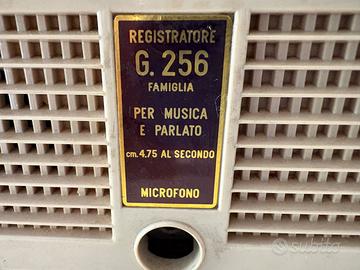 REGISTRATORE
G. 256
FAMIGLIA
PER MUSICA
E PARLATO
cm. 4,75 AL SECONDO
MICROFONO
subito